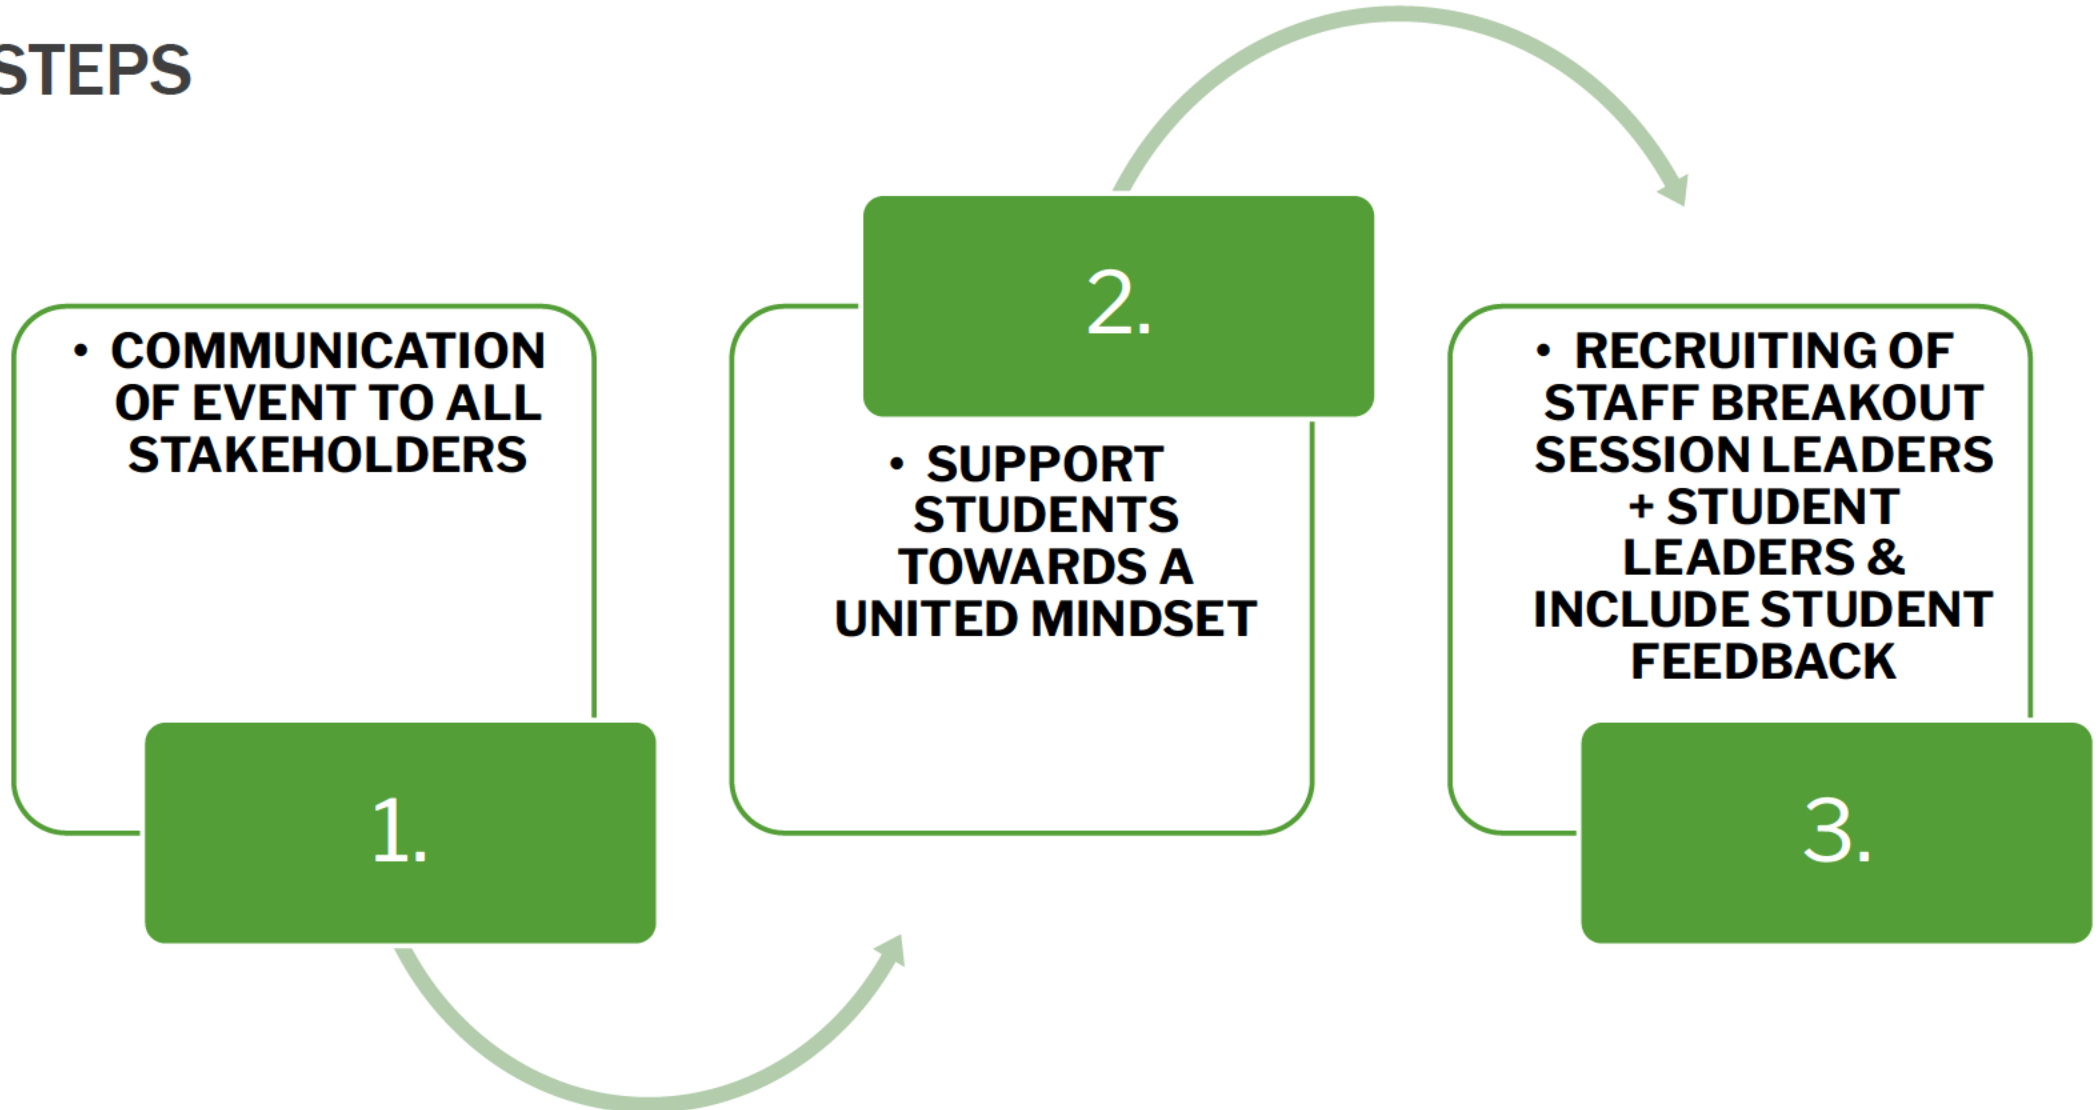 STEPS
• COMMUNICATION
OF EVENT TO ALL
STAKEHOLDERS
1.
2.
• SUPPORT
STUDENTS
TOWARDS A
UNITED MINDSET
• RECRUITING OF
STAFF BREAKOUT
SESSION LEADERS
+ STUDENT
LEADERS &
INCLUDE STUDENT
FEEDBACK
3.